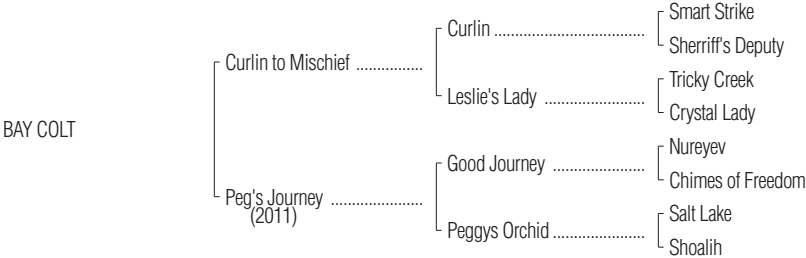 Smart Strike
Curlin ....................................
Sherriff's Deputy
Curlin to Mischief ................
Tricky Creek
Leslie's Lady ........................
Crystal Lady
BAY COLT
Nureyev
Good Journey ......................
Chimes of Freedom
Peg's Journey ......................
(2011)
Salt Lake
Peggys Orchid ......................
Shoalih